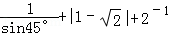 1/sin45° + |1 - √2| + 2⁻¹